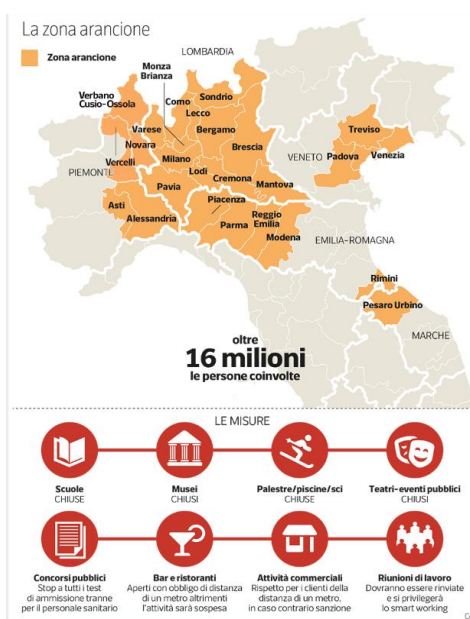 La zona arancione
Zona arancione
LOMBARDIA
Monza
Brianza
Verbano
Cusio-Ossola
Como
Sondrio
Lecco
Varese
Bergamo
Novara
Brescia
Milano
Vercelli
PIEMONTE
Lodi
Cremona
Pavia
Mantova
Treviso
VENETO
Padova
Venezia
Asti
Alessandria
Piacenza
Parma
Reggio
Emilia
Modena
EMILIA-ROMAGNA
Rimini
Pesaro Urbino
MARCHE
oltre
16 milioni
le persone coinvolte
LE MISURE
Scuole
CHIUSE
Musei
CHIUSI
Palestre/piscine/sci
CHIUSE
Teatri-eventi pubblici
CHIUSI
Concorsi pubblici
Stop a tutti i test
di ammissione tranne
per il personale sanitario
Bar e ristoranti
Aperti con obbligo di distanza
di un metro altrimenti
l'attività sarà sospesa
Attività commerciali
Rispetto per i clienti della
distanza di un metro,
in caso contrario sanzione
Riunioni di lavoro
Dovranno essere rinviate
e si privilegerà
lo smart working